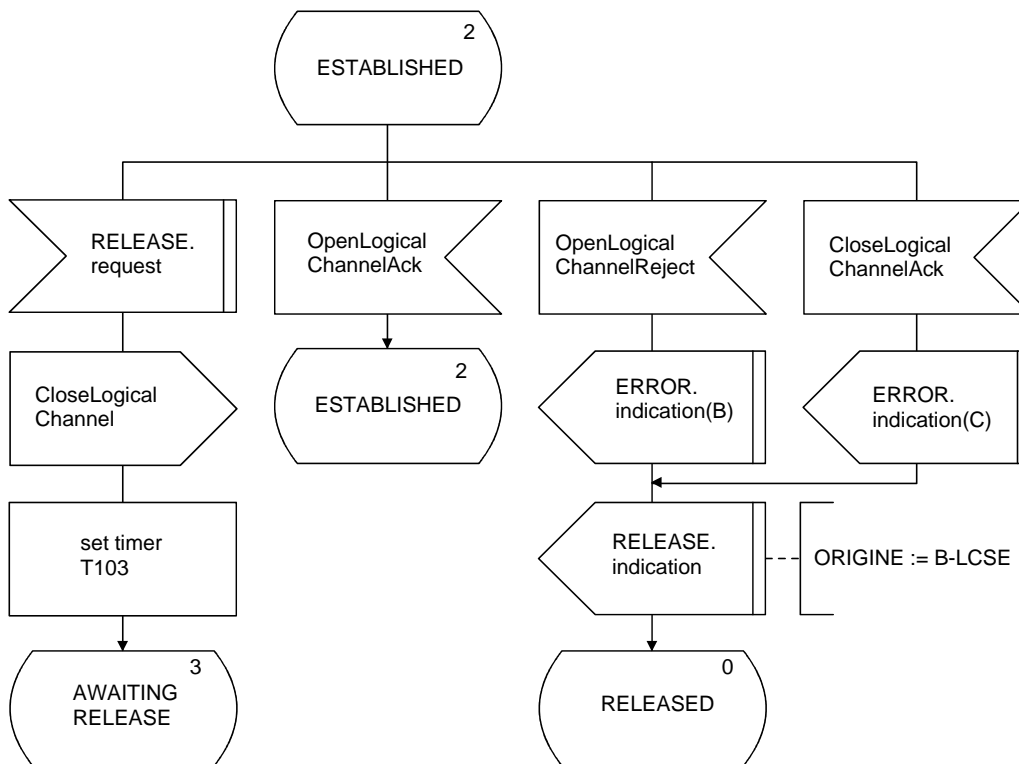 2
ESTABLISHED
RELEASE.
request
OpenLogical
ChannelAck
OpenLogical
ChannelReject
CloseLogical
ChannelAck
CloseLogical
Channel
2
ESTABLISHED
ERROR.
indication(B)
ERROR.
indication(C)
set timer
T103
RELEASE.
indication
ORIGINE := B-LCSE
3
AWAITING
RELEASE
0
RELEASED